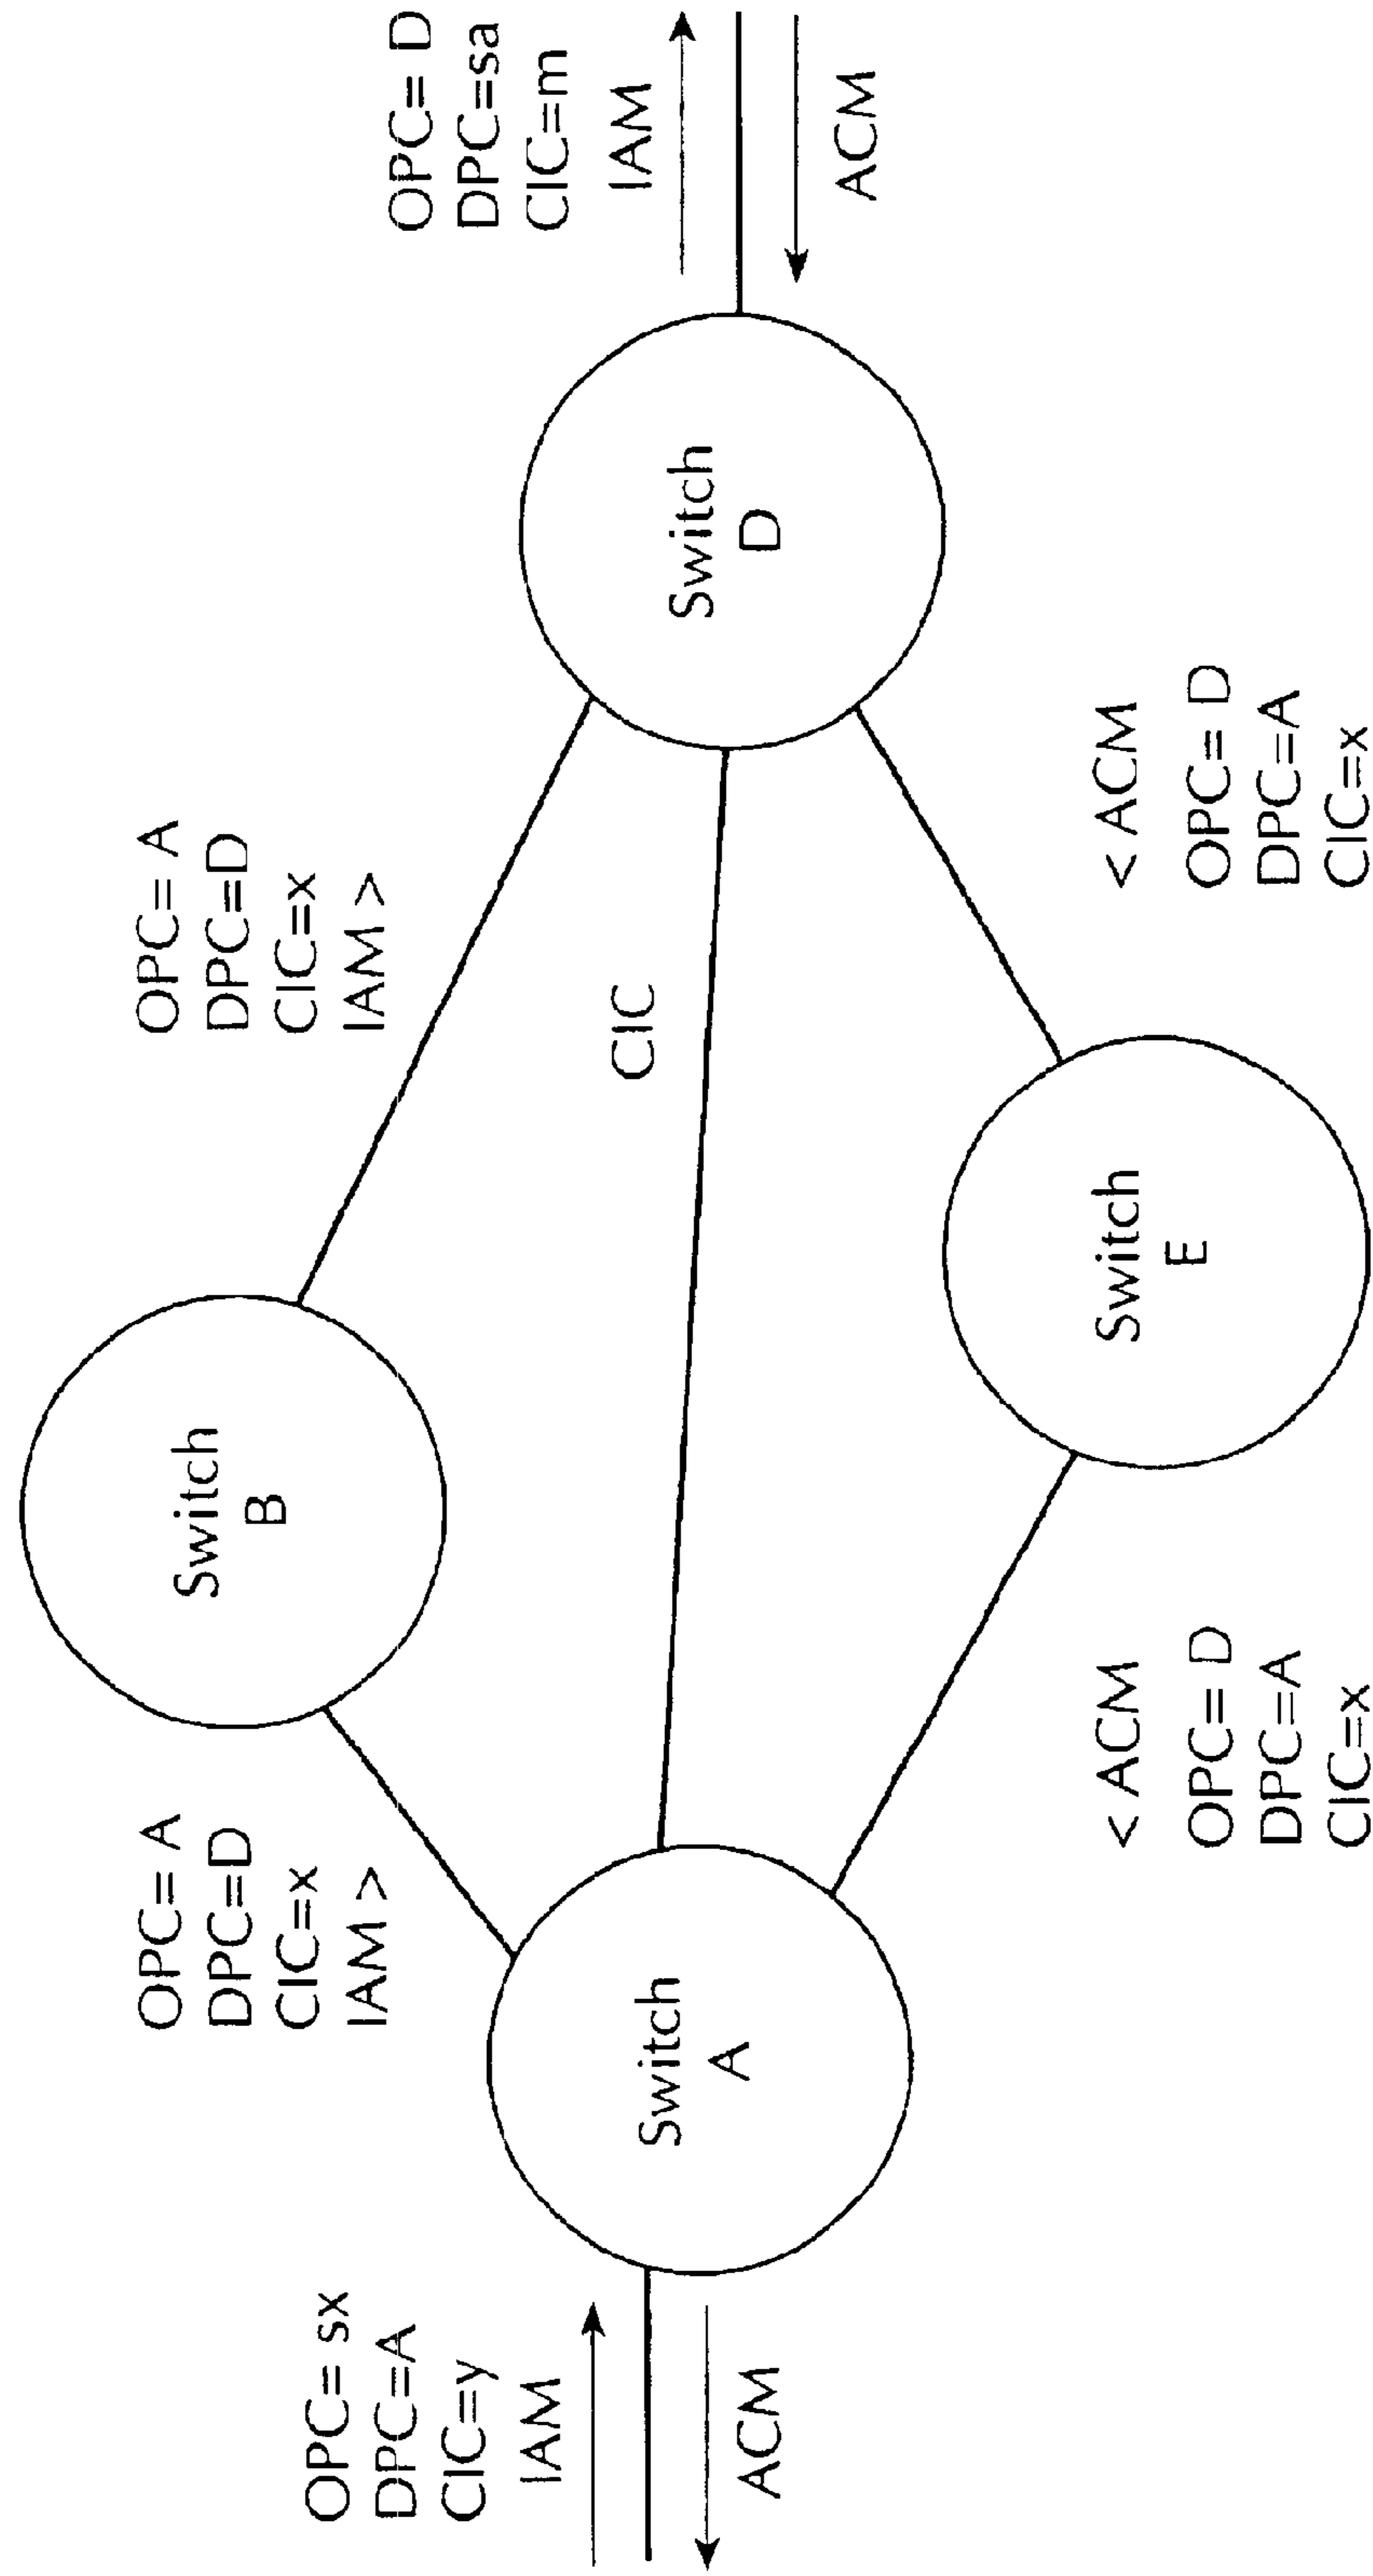 OPC= sx
DPC=A
CIC=y
IAM
ACM
Switch
A
OPC= A
DPC=D
CIC=x
IAM >
Switch
B
OPC= A
DPC=D
CIC=x
IAM >
CIC
< ACM
OPC= D
DPC=A
CIC=x
Switch
E
< ACM
OPC= D
DPC=A
CIC=x
Switch
D
OPC= D
DPC=sa
CIC=m
IAM
ACM